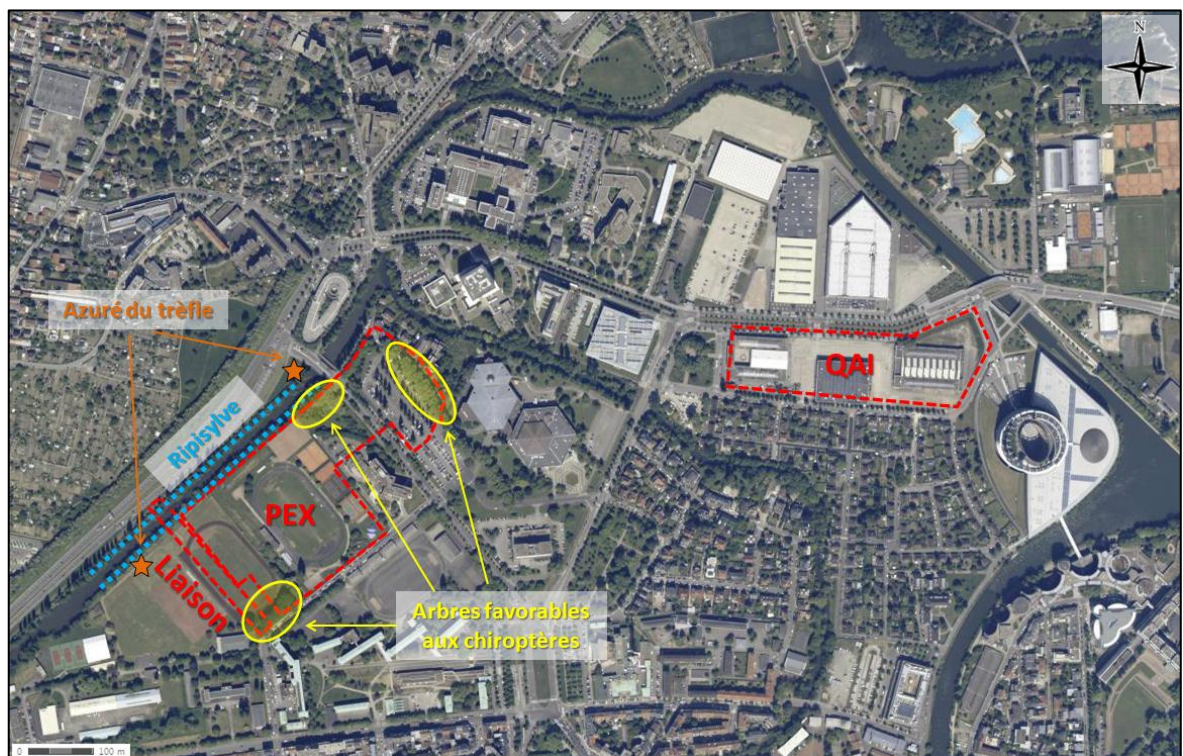 N
Azuré du trèfle
Ripisylve
QAI
PEX
Liaison
Arbres favorables
aux chiroptères
0 100 m